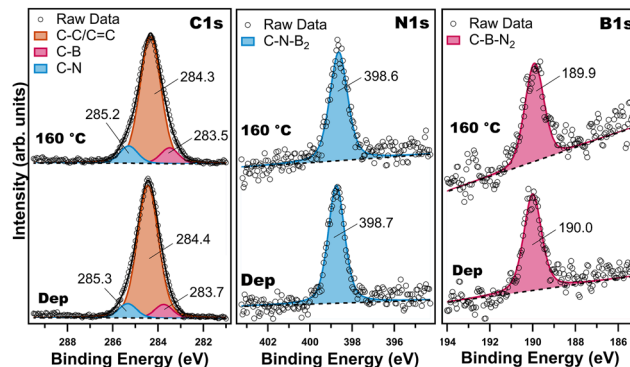 Intensity (arb. units)
C1s
Raw Data
C-C/C=C
C-B
C-N
284.3
285.2
283.5
160 °C
284.4
285.3
283.7
Dep
288 286 284 282
Binding Energy (eV)
N1s
Raw Data
C-N-B₂
398.6
160 °C
398.7
Dep
402 400 398 396
Binding Energy (eV)
B1s
Raw Data
C-B-N₂
189.9
160 °C
190.0
Dep
194 192 190 188 186
Binding Energy (eV)